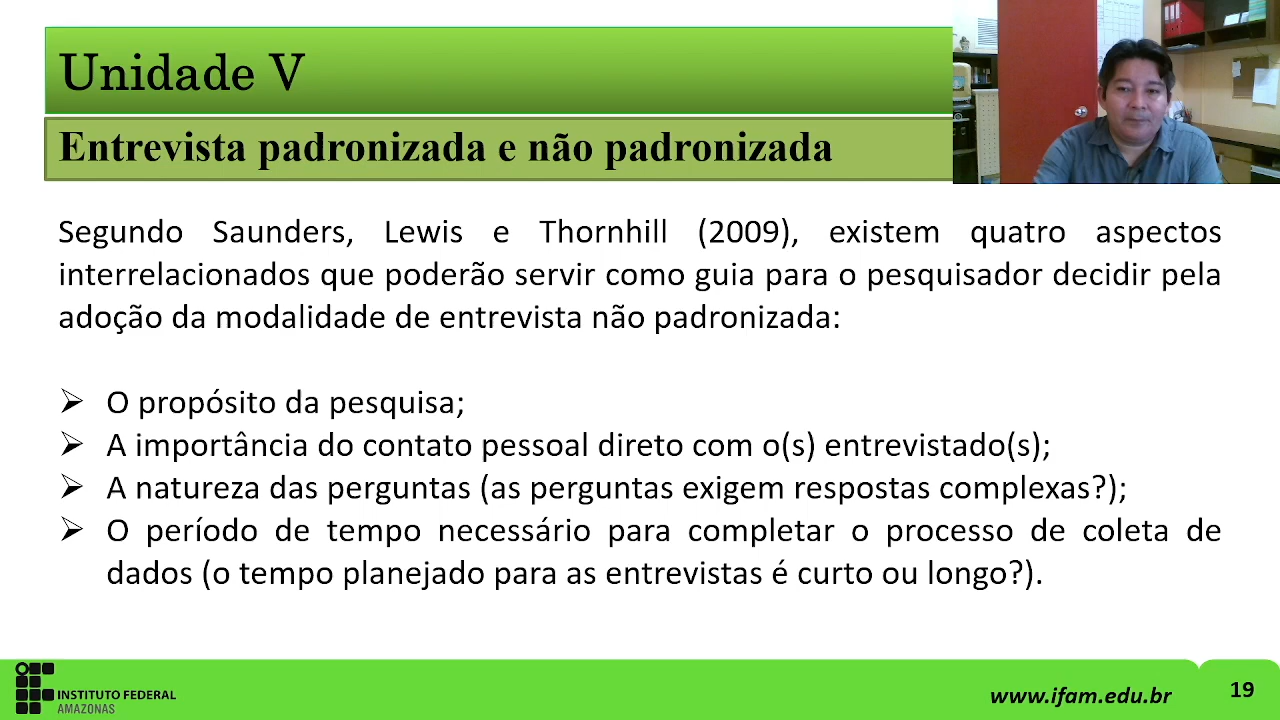 Unidade V
Entrevista padronizada e não padronizada
Segundo Saunders, Lewis e Thornhill (2009), existem quatro aspectos
interrelacionados que poderão servir como guia para o pesquisador decidir pela
adoção da modalidade de entrevista não padronizada:
➢ O propósito da pesquisa;
➢ A importância do contato pessoal direto com o(s) entrevistado(s);
➢ A natureza das perguntas (as perguntas exigem respostas complexas?);
➢ O período de tempo necessário para completar o processo de coleta de
dados (o tempo planejado para as entrevistas é curto ou longo?).
INSTITUTO FEDERAL
AMAZONAS
www.ifam.edu.br
19